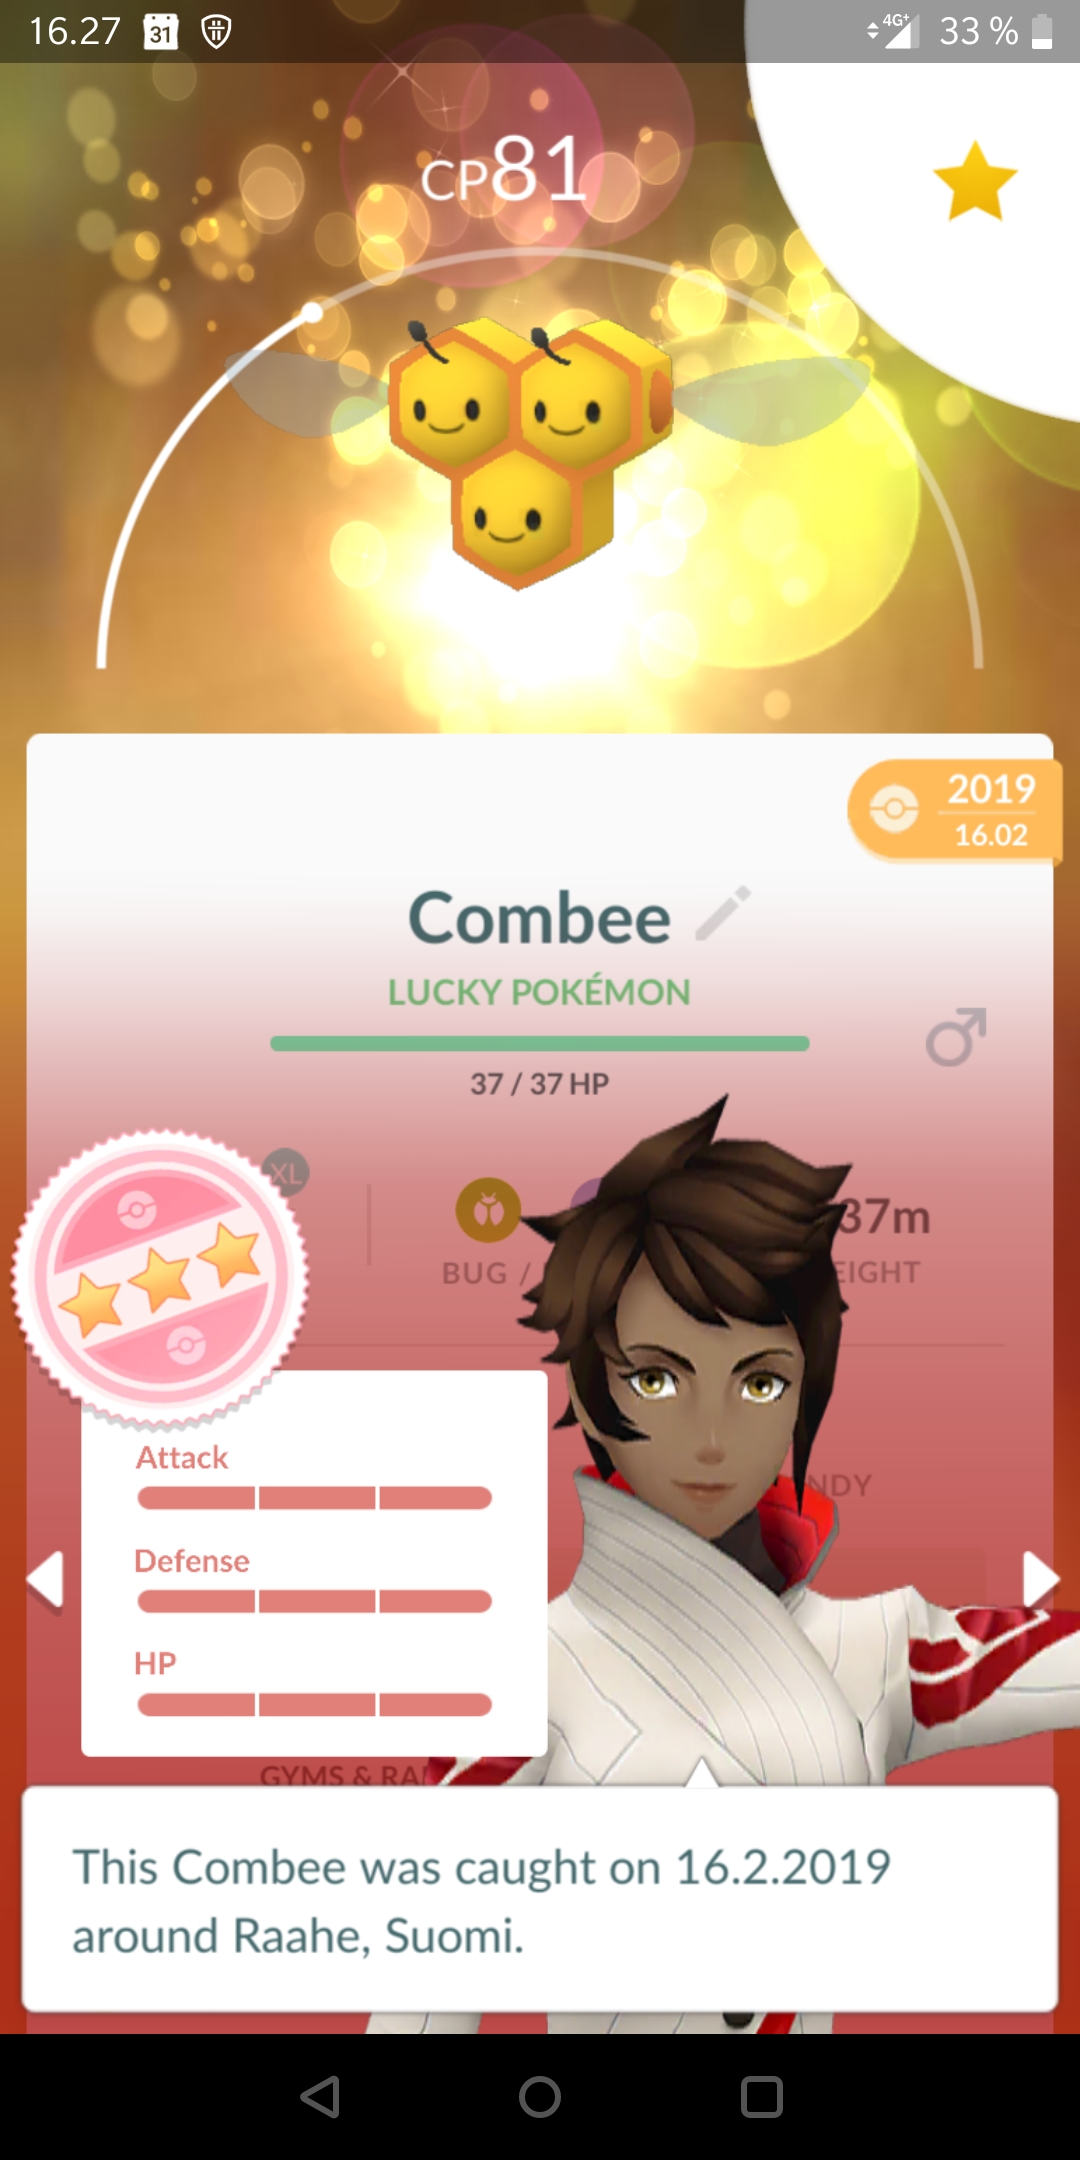 16.27 31 4G+ 33 %
CP81
2019
16.02
Combee
LUCKY POKÉMON
37 / 37 HP
XL
37m
BUG /
EIGHT
Attack
NDY
Defense
HP
GYMS & RAI
This Combee was caught on 16.2.2019
around Raahe, Suomi.